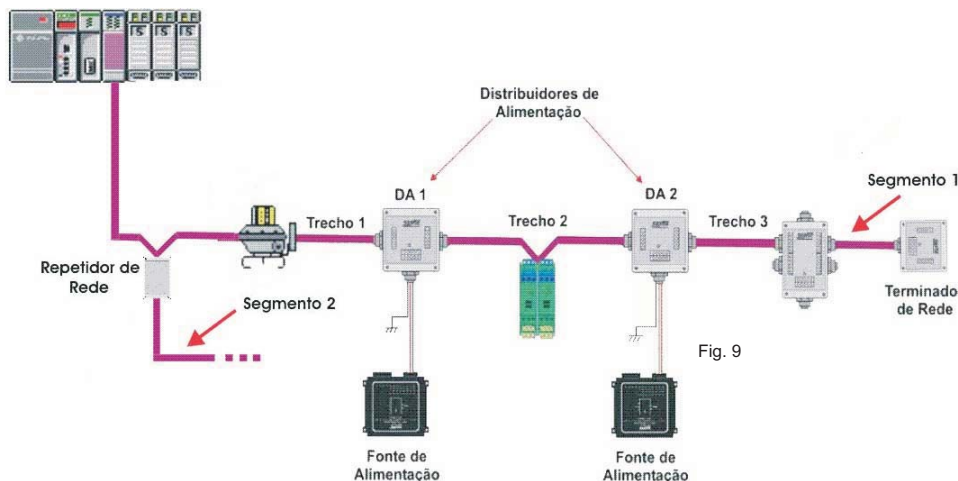 Distribuidores de
Alimentação
Segmento 1
DA 1
DA 2
Trecho 1
Trecho 2
Trecho 3
Repetidor de
Rede
Segmento 2
Terminado
de Rede
Fig. 9
Fonte de
Alimentação
Fonte de
Alimentação